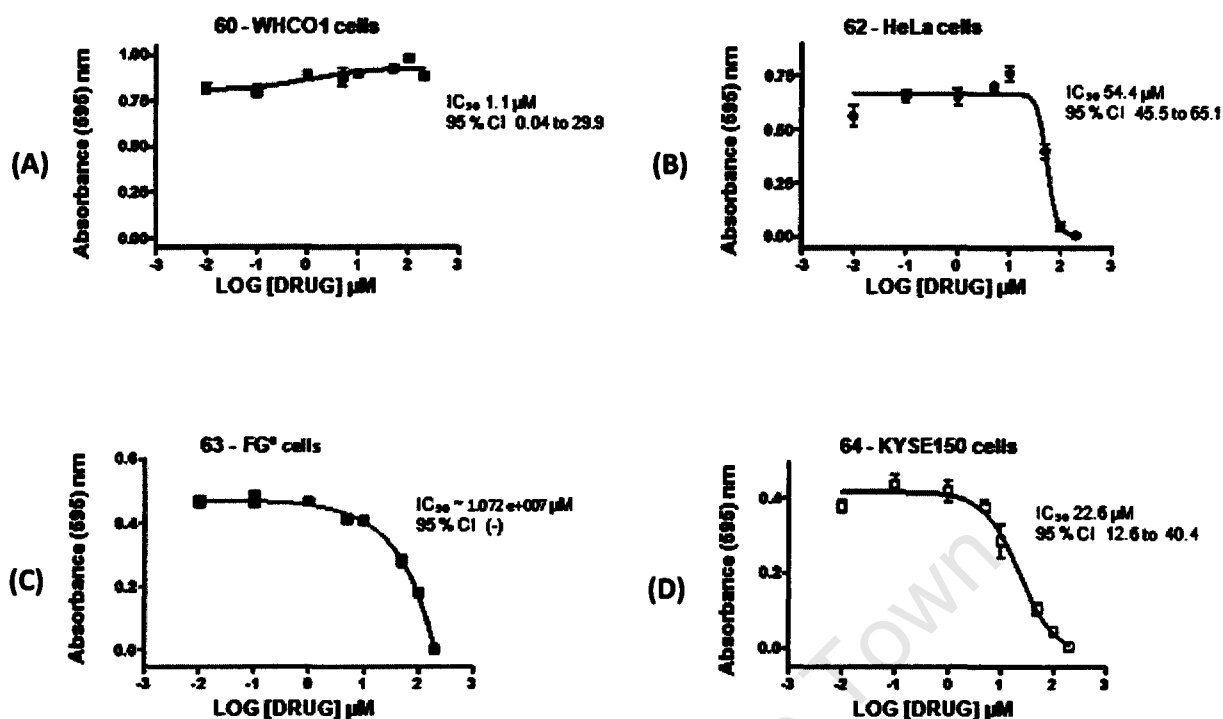 60 - WHCO1 cells
(A)
Absorbance (595) nm
1.00
0.75
0.50
0.25
0.00
-3 -2 -1 0 1 2 3
LOG [DRUG] µM
IC₅₀ 1.1 µM
95 % CI 0.04 to 29.9
62 - HeLa cells
(B)
Absorbance (595) nm
0.75
0.50
0.25
0.00
-3 -2 -1 0 1 2 3
LOG [DRUG] µM
IC₅₀ 54.4 µM
95 % CI 45.5 to 65.1
63 - FG⁰ cells
(C)
Absorbance (595) nm
0.6
0.4
0.2
0.0
-3 -2 -1 0 1 2 3
LOG [DRUG] µM
IC₅₀ ~ 1.072 e+007 µM
95 % CI (-)
64 - KYSE150 cells
(D)
Absorbance (595) nm
0.4
0.2
0.0
-3 -2 -1 0 1 2 3
LOG [DRUG] µM
IC₅₀ 22.6 µM
95 % CI 12.6 to 40.4
Town